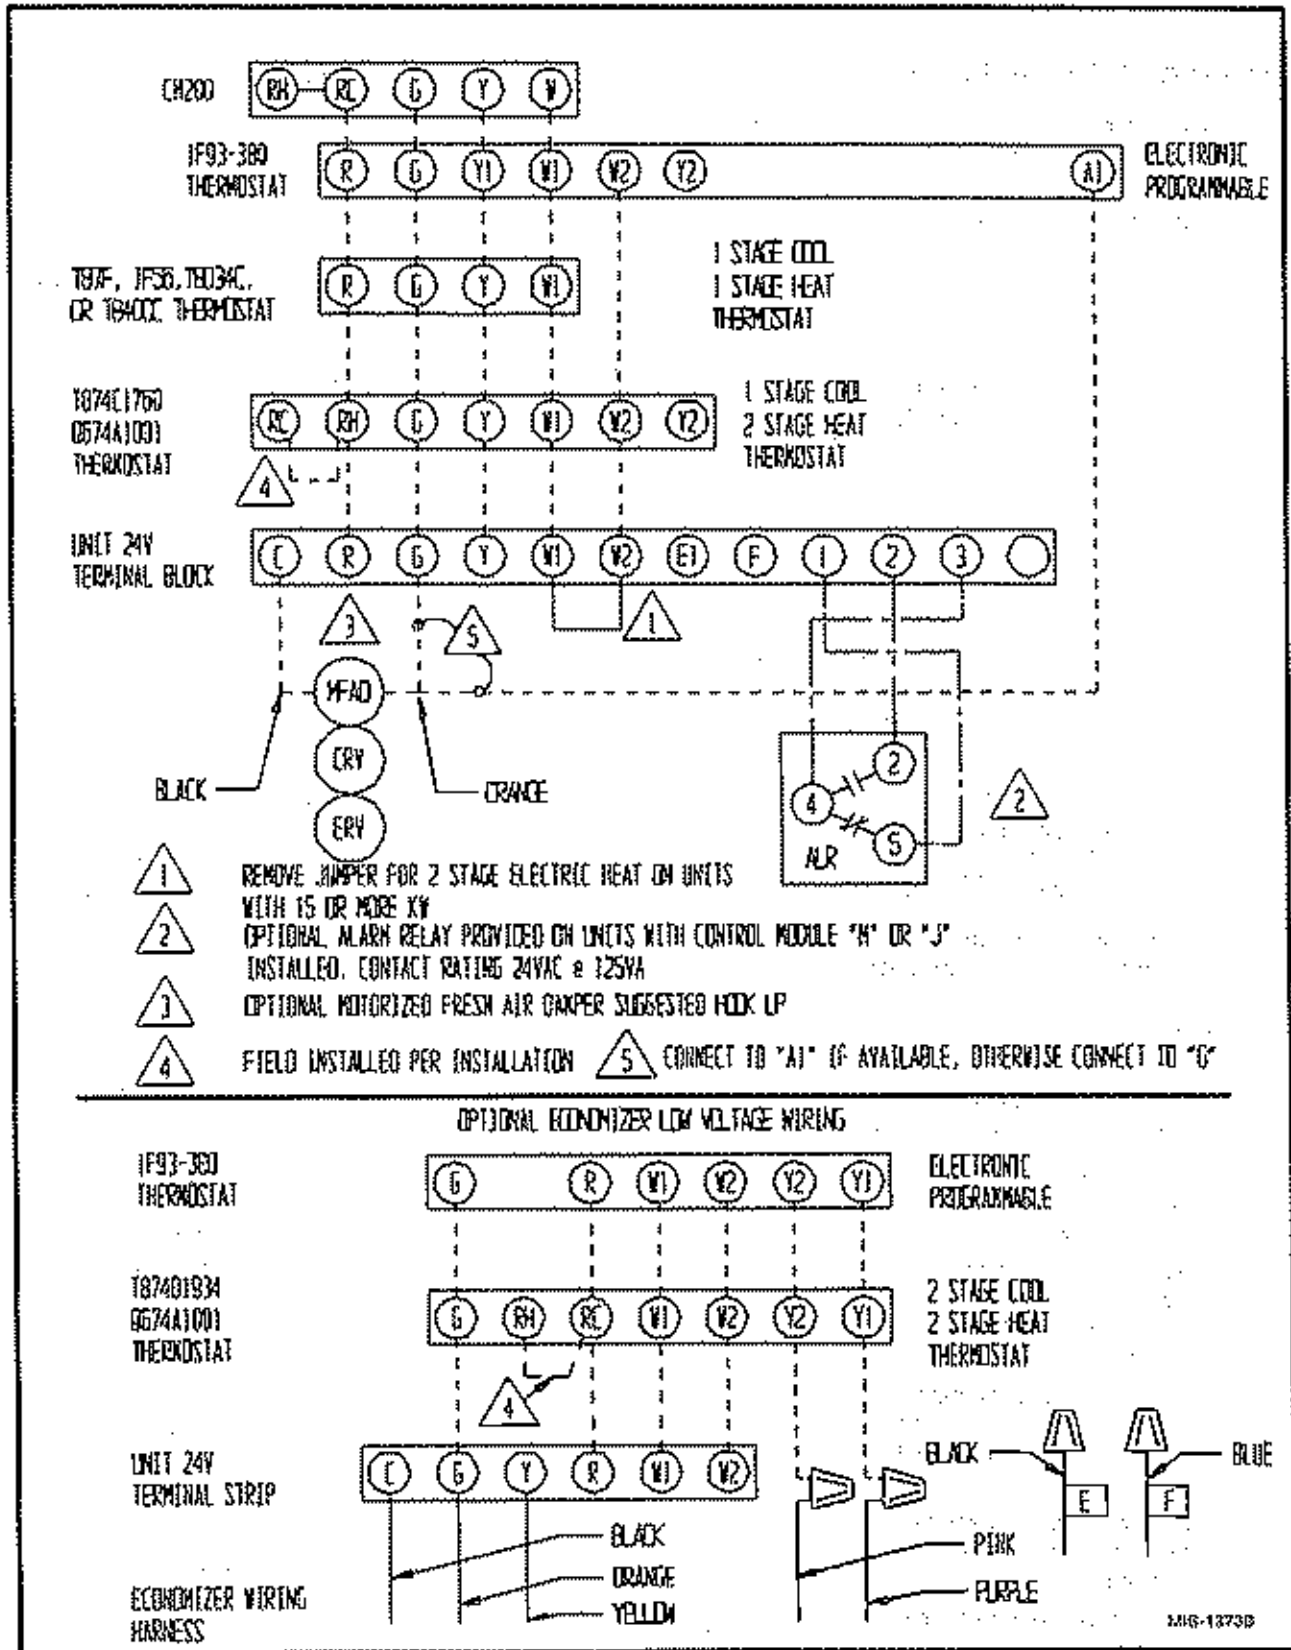 CM200 RH RC G Y W
1F93-380
THERMOSTAT
R G Y1 W1 W2 Y2 A1
ELECTRONIC
PROGRAMMABLE
T87F, 1F56, T8034C,
OR T8400C THERMOSTAT
R G Y W1
1 STAGE COOL
1 STAGE HEAT
THERMOSTAT
T874C1760
Q674A1001
THERMOSTAT
RC RH G Y W1 W2 Y2
1 STAGE COOL
2 STAGE HEAT
THERMOSTAT
4
UNIT 24V
TERMINAL BLOCK
C R G Y W1 W2 E1 F 1 2 3
3 5 1
MFAD
CRV
ERV
BLACK
ORANGE
2
4
5
ALR
2
1 REMOVE JUMPER FOR 2 STAGE ELECTRIC HEAT ON UNITS
WITH 15 OR MORE KW
2 OPTIONAL ALARM RELAY PROVIDED ON UNITS WITH CONTROL MODULE "M" OR "J"
INSTALLED. CONTACT RATING 24VAC @ 125VA
3 OPTIONAL MOTORIZED FRESH AIR DAMPER SUGGESTED HOOK UP
4 FIELD INSTALLED PER INSTALLATION 5 CONNECT TO "A1" IF AVAILABLE, OTHERWISE CONNECT TO "G"
OPTIONAL ECONOMIZER LOW VOLTAGE WIRING
1F93-380
THERMOSTAT
G R W1 W2 Y2 Y1
ELECTRONIC
PROGRAMMABLE
Q674A1001
THERMOSTAT
G RH RC W1 W2 Y2 Y1
2 STAGE COOL
2 STAGE HEAT
THERMOSTAT
4
UNIT 24V
TERMINAL STRIP
C G Y R W1 W2
BLACK
BLUE
E F
BLACK
ORANGE
YELLOW
PINK
PURPLE
ECONOMIZER WIRING
HARNESS